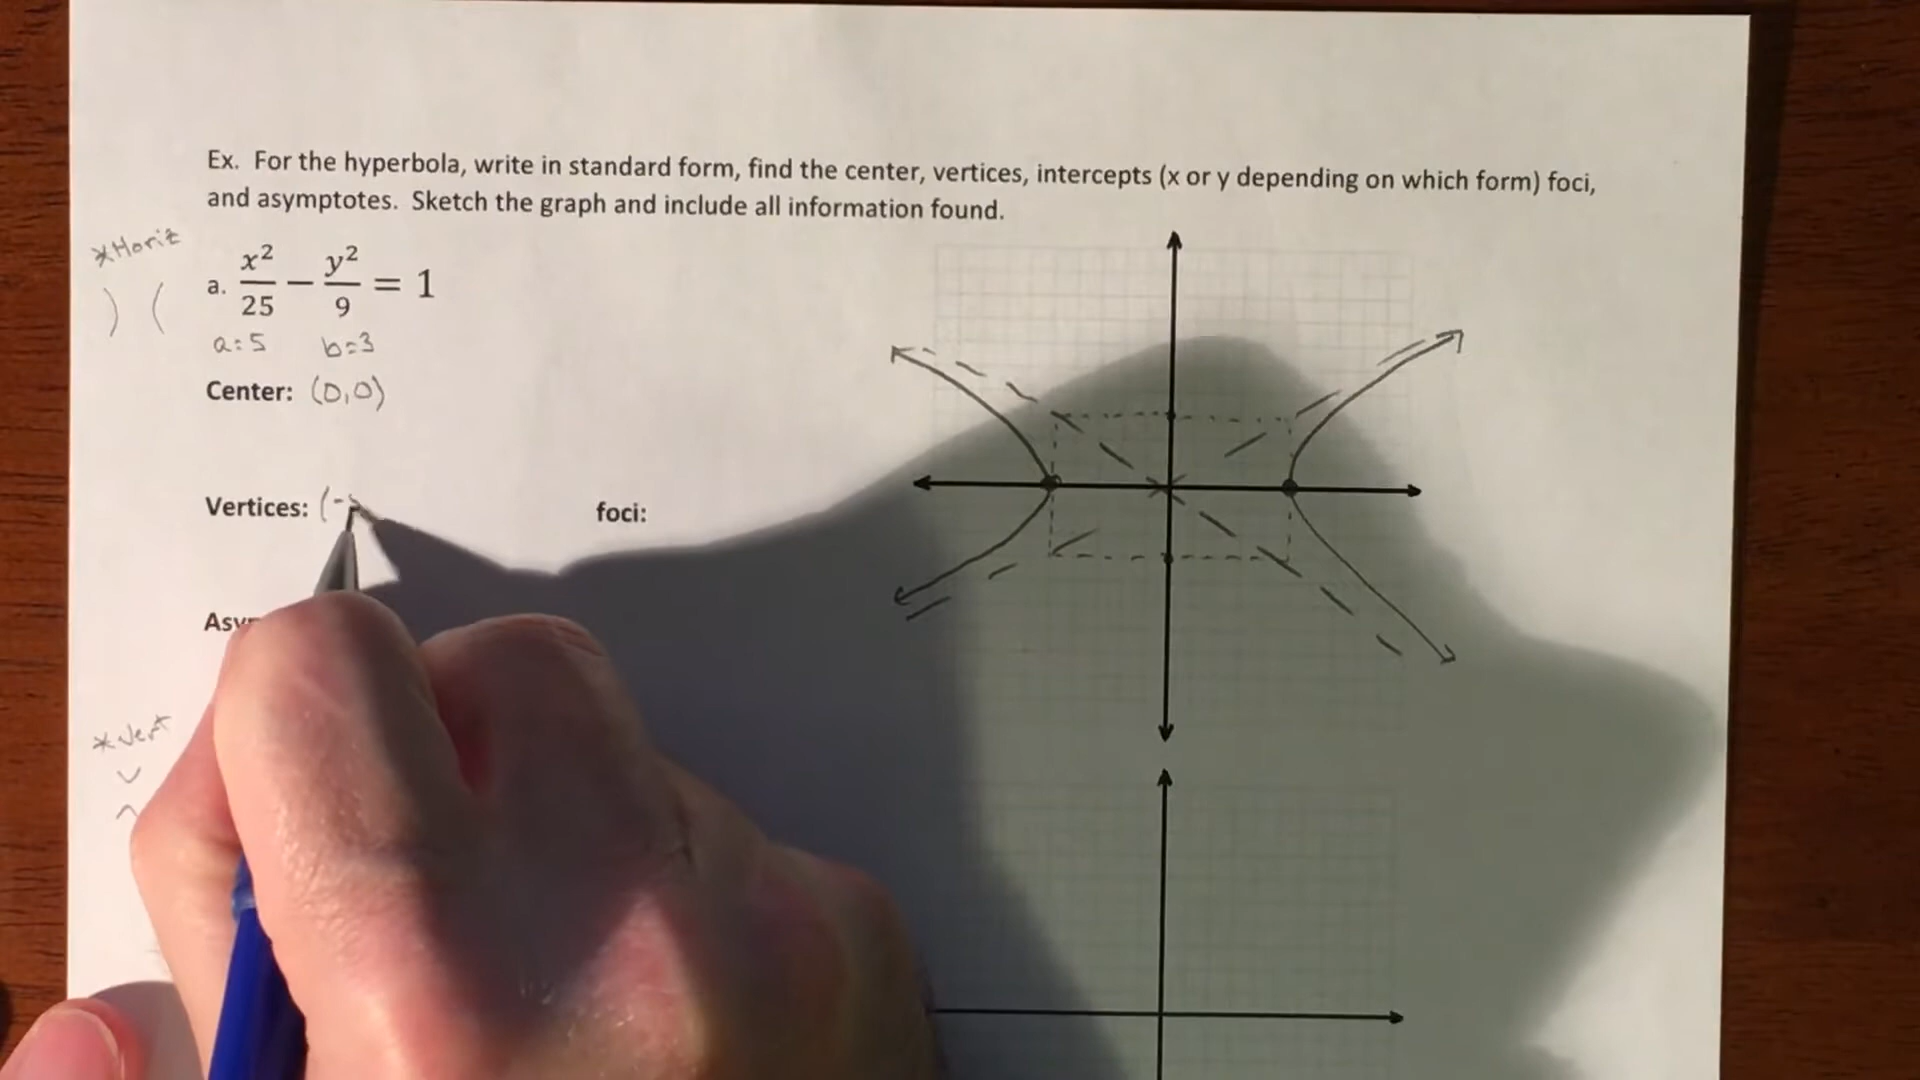 Ex. For the hyperbola, write in standard form, find the center, vertices, intercepts (x or y depending on which form) foci,
and asymptotes. Sketch the graph and include all information found.
*Horiz
) (
a. x²/25 − y²/9 = 1
a=5 b=3
Center: (0,0)
Vertices: (-
foci:
*Vert